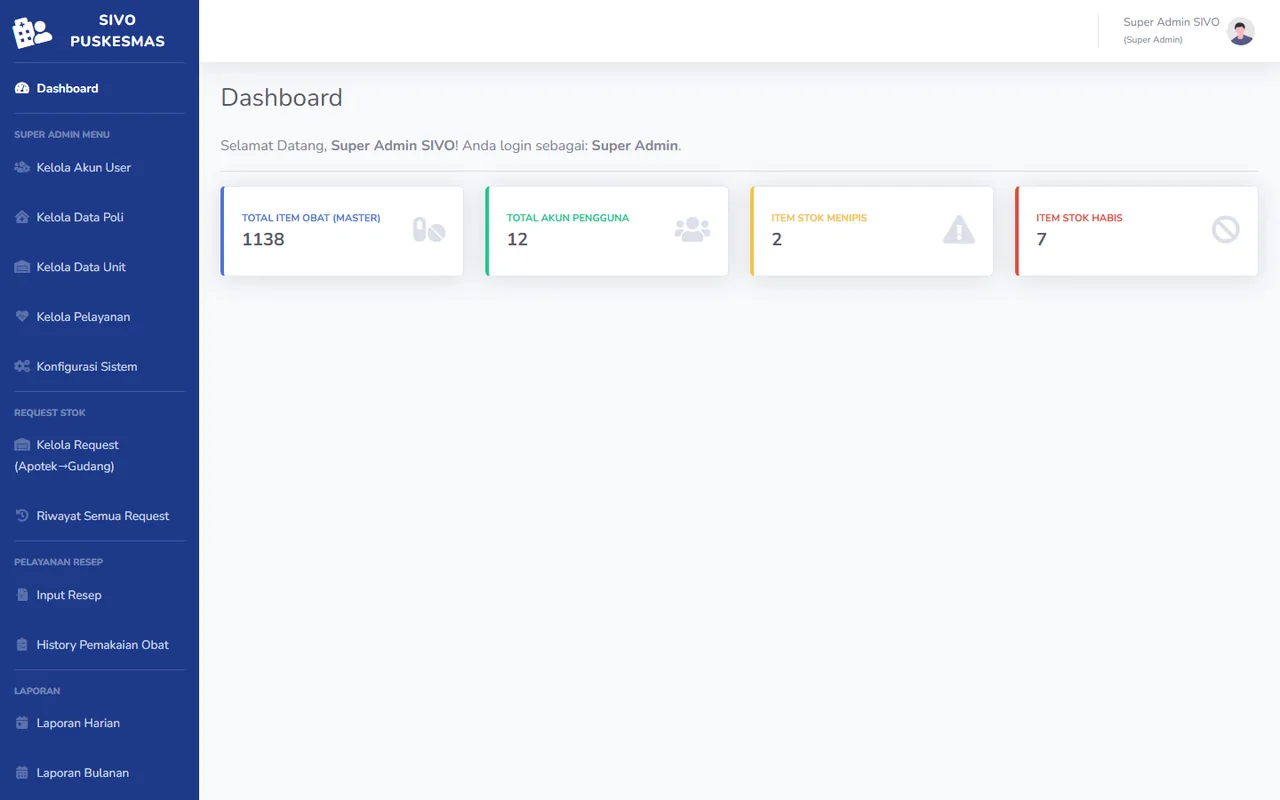 SIVO
PUSKESMAS
Dashboard
SUPER ADMIN MENU
Kelola Akun User
Kelola Data Poli
Kelola Data Unit
Kelola Pelayanan
Konfigurasi Sistem
REQUEST STOK
Kelola Request
(Apotek→Gudang)
Riwayat Semua Request
PELAYANAN RESEP
Input Resep
History Pemakaian Obat
LAPORAN
Laporan Harian
Laporan Bulanan
Super Admin SIVO
(Super Admin)
Dashboard
Selamat Datang, Super Admin SIVO! Anda login sebagai: Super Admin.
TOTAL ITEM OBAT (MASTER)
1138
TOTAL AKUN PENGGUNA
12
ITEM STOK MENIPIS
2
ITEM STOK HABIS
7